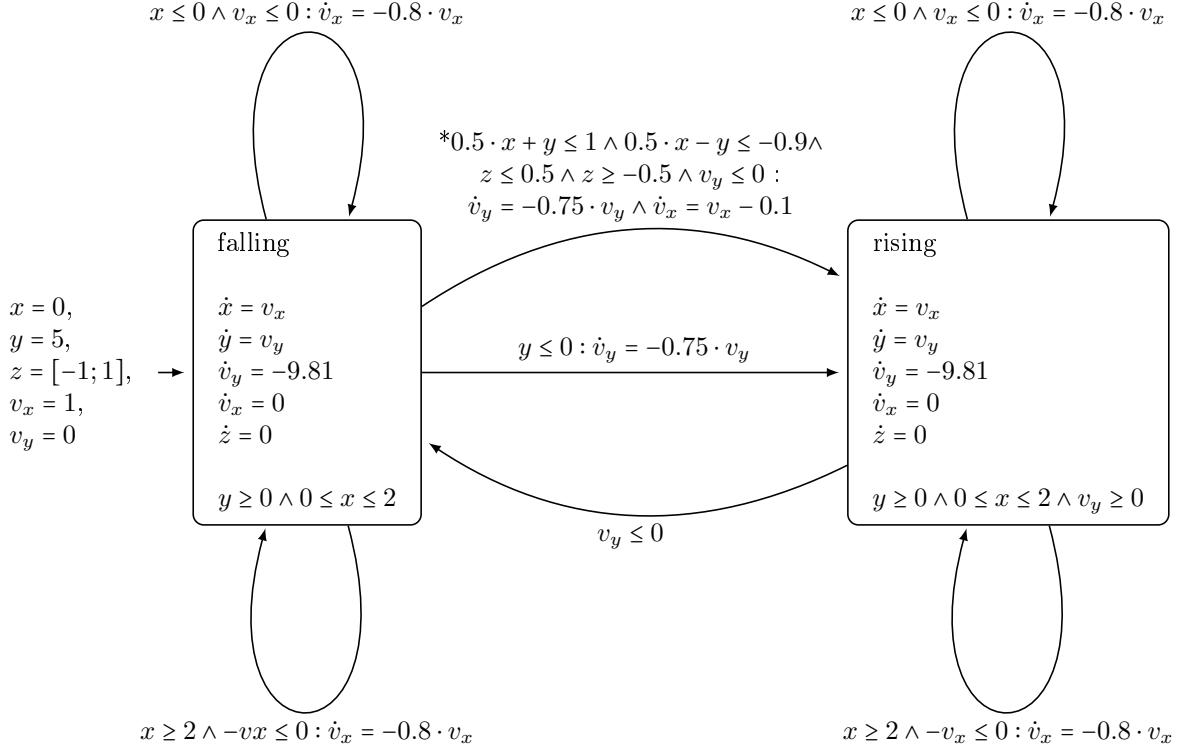 x ≤ 0 ∧ v_x ≤ 0 : v̇_x = −0.8 · v_x
x ≤ 0 ∧ v_x ≤ 0 : v̇_x = −0.8 · v_x
*0.5 · x + y ≤ 1 ∧ 0.5 · x − y ≤ −0.9∧
z ≤ 0.5 ∧ z ≥ −0.5 ∧ v_y ≤ 0 :
v̇_y = −0.75 · v_y ∧ v̇_x = v_x − 0.1
x = 0,
y = 5,
z = [−1; 1],
v_x = 1,
v_y = 0
falling
ẋ = v_x
ẏ = v_y
v̇_y = −9.81
v̇_x = 0
ż = 0
y ≥ 0 ∧ 0 ≤ x ≤ 2
y ≤ 0 : v̇_y = −0.75 · v_y
v_y ≤ 0
rising
ẋ = v_x
ẏ = v_y
v̇_y = −9.81
v̇_x = 0
ż = 0
y ≥ 0 ∧ 0 ≤ x ≤ 2 ∧ v_y ≥ 0
x ≥ 2 ∧ −vx ≤ 0 : v̇_x = −0.8 · v_x
x ≥ 2 ∧ −v_x ≤ 0 : v̇_x = −0.8 · v_x